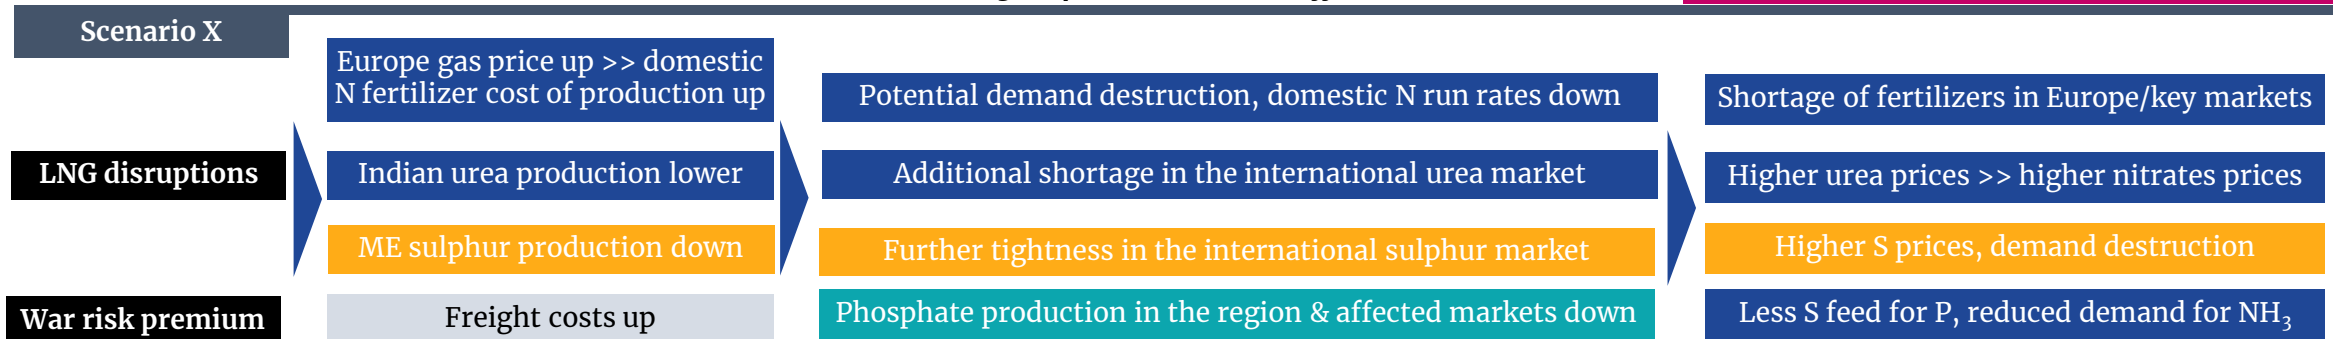 Scenario X
Europe gas price up >> domestic
N fertilizer cost of production up
Potential demand destruction, domestic N run rates down
Shortage of fertilizers in Europe/key markets
LNG disruptions
Indian urea production lower
Additional shortage in the international urea market
Higher urea prices >> higher nitrates prices
ME sulphur production down
Further tightness in the international sulphur market
Higher S prices, demand destruction
War risk premium
Freight costs up
Phosphate production in the region & affected markets down
Less S feed for P, reduced demand for NH₃